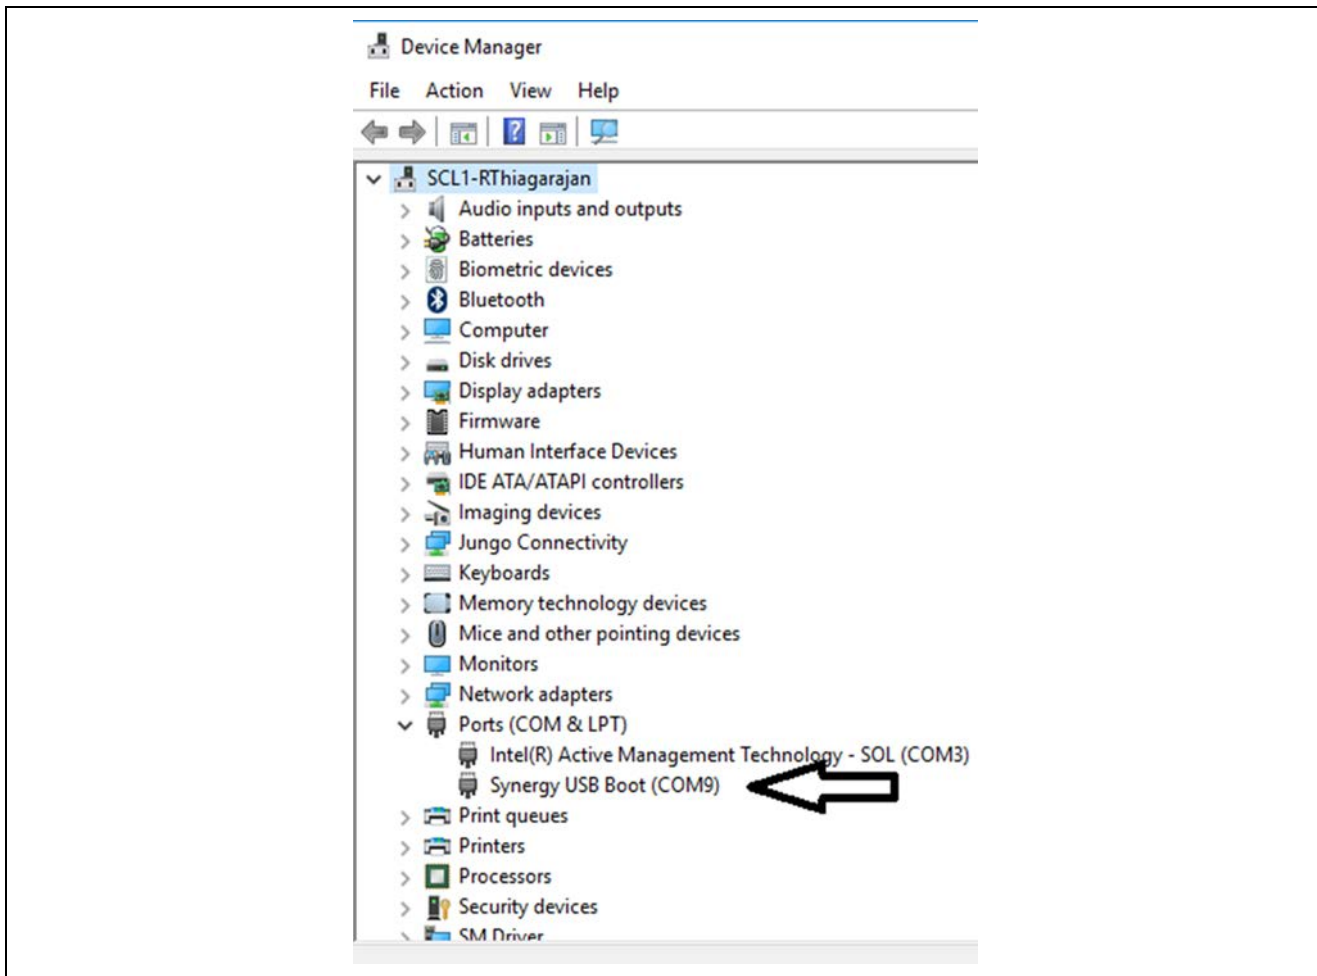 Device Manager
File Action View Help
SCL1-RThiagarajan
Audio inputs and outputs
Batteries
Biometric devices
Bluetooth
Computer
Disk drives
Display adapters
Firmware
Human Interface Devices
IDE ATA/ATAPI controllers
Imaging devices
Jungo Connectivity
Keyboards
Memory technology devices
Mice and other pointing devices
Monitors
Network adapters
Ports (COM & LPT)
Intel(R) Active Management Technology - SOL (COM3)
Synergy USB Boot (COM9)
Print queues
Printers
Processors
Security devices
SM Driver